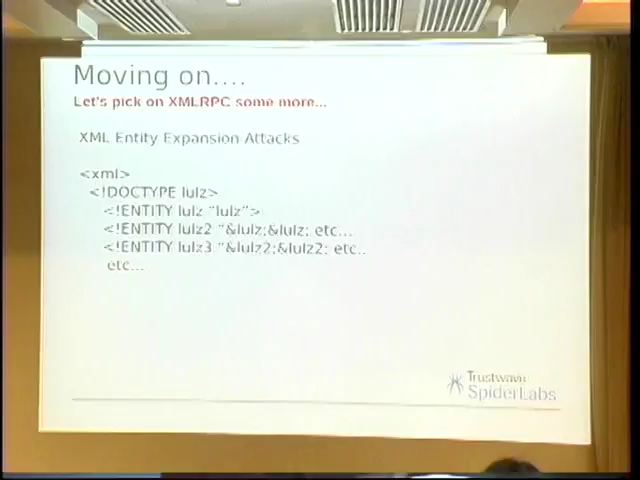 Moving on....
Let's pick on XMLRPC some more...
XML Entity Expansion Attacks
<xml>
<!DOCTYPE lulz>
<!ENTITY lulz "lulz">
<!ENTITY lulz2 "&lulz;&lulz; etc...
<!ENTITY lulz3 "&lulz2;&lulz2; etc..
etc...
Trustwave
SpiderLabs